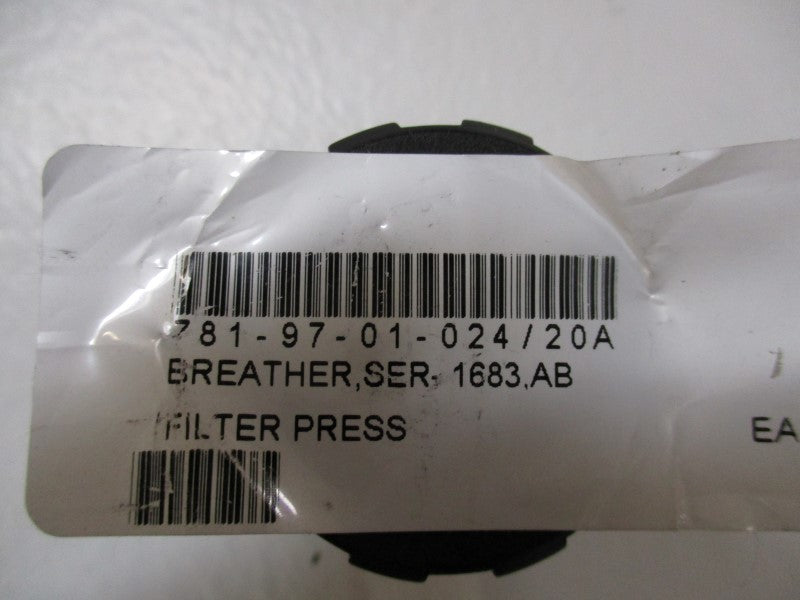 781-97-01-024/20A
BREATHER,SER- 1683,AB
FILTER PRESS
EA